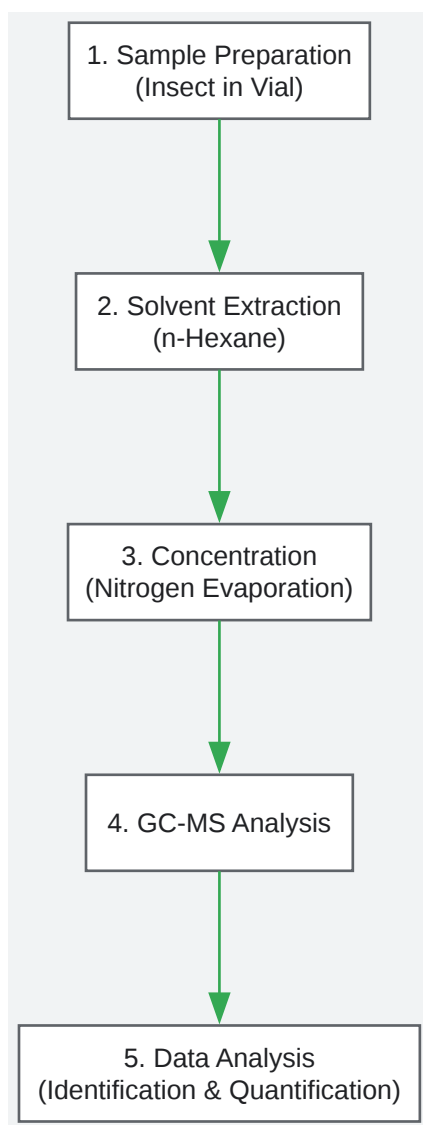 1. Sample Preparation
(Insect in Vial)
2. Solvent Extraction
(n-Hexane)
3. Concentration
(Nitrogen Evaporation)
4. GC-MS Analysis
5. Data Analysis
(Identification & Quantification)